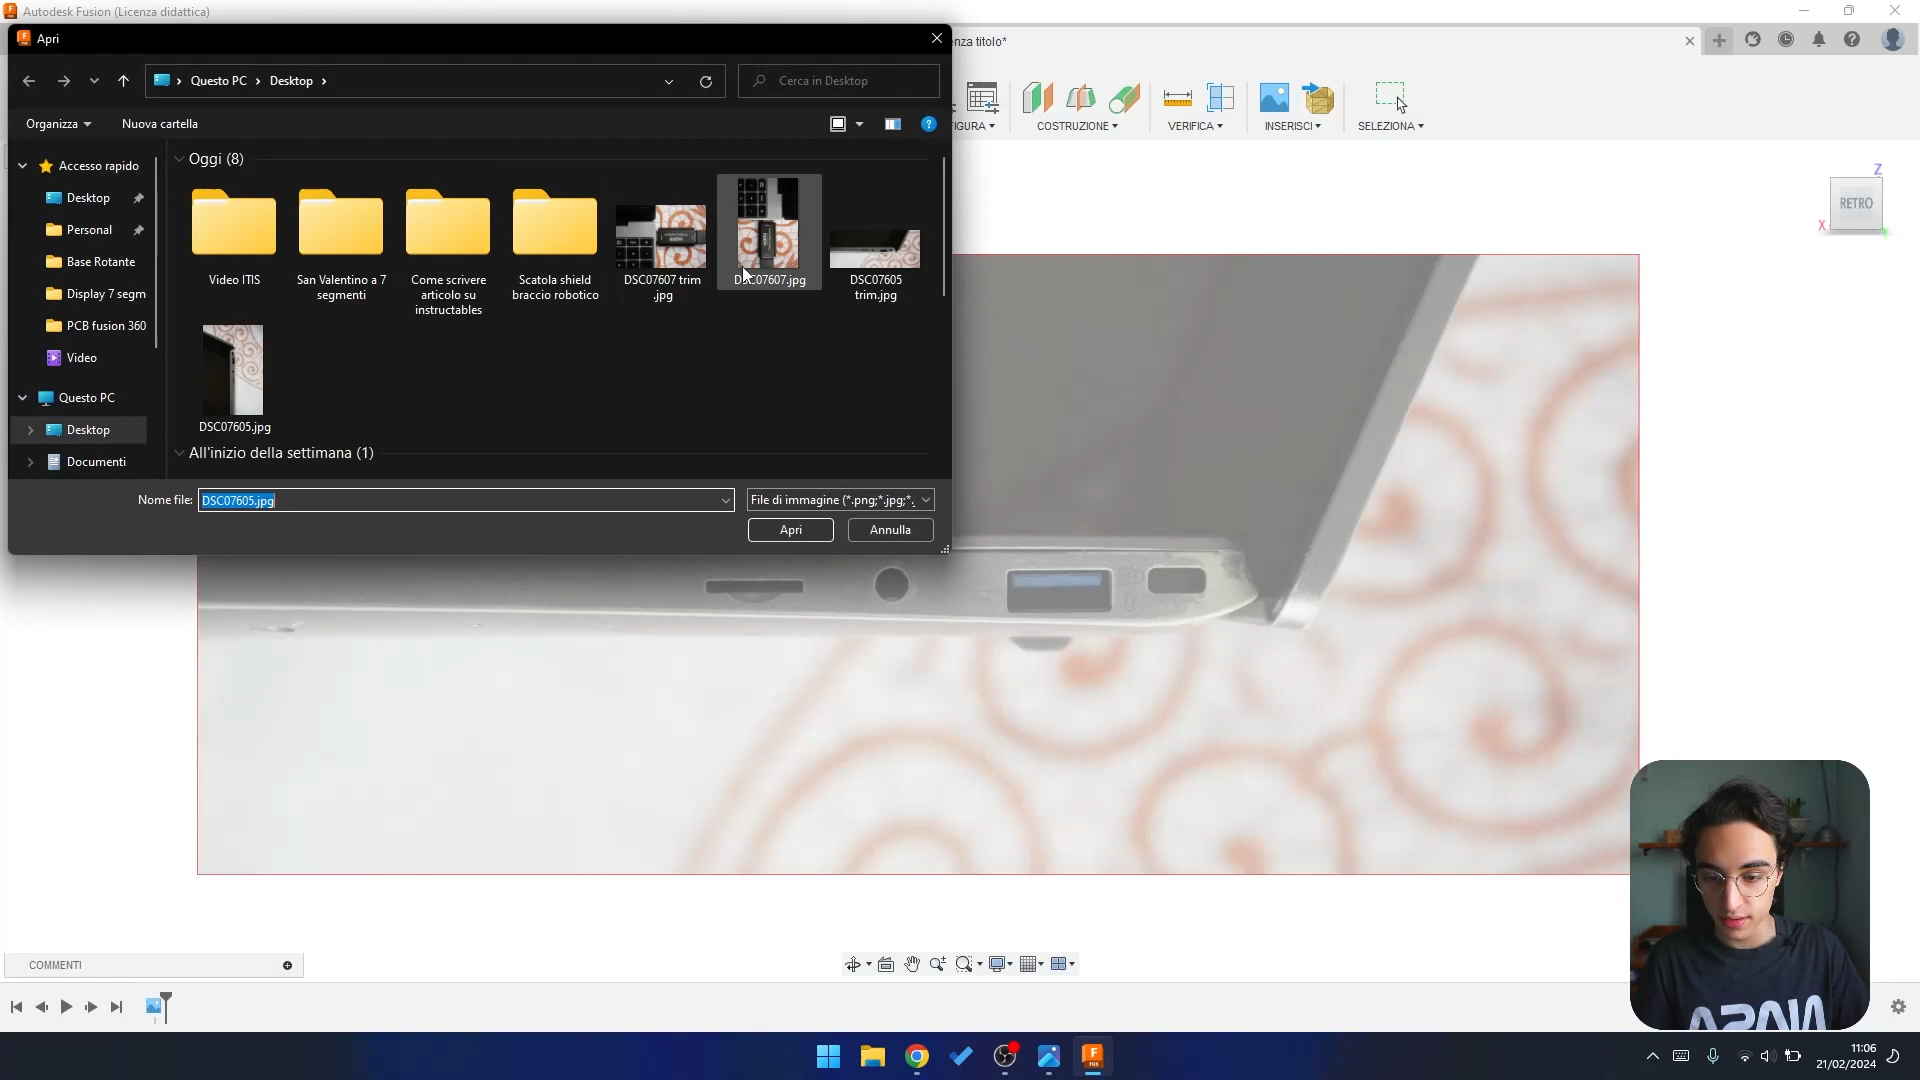 Autodesk Fusion (Licenza didattica)
Apri
nza titolo*
Questo PC
Desktop
Cerca in Desktop
Organizza
Nuova cartella
IGURA
COSTRUZIONE
VERIFICA
INSERISCI
SELEZIONA
Accesso rapido
Desktop
Personal
Base Rotante
Display 7 segm
PCB fusion 360
Video
Questo PC
Desktop
Documenti
Oggi (8)
Video ITIS
San Valentino a 7
segmenti
Come scrivere
articolo su
instructables
Scatola shield
braccio robotico
DSC07607 trim
.jpg
DSC07607.jpg
DSC07605
trim.jpg
DSC07605.jpg
All'inizio della settimana (1)
Nome file:
DSC07605.jpg
File di immagine (*.png;*.jpg;*.
Apri
Annulla
Z
RETRO
X
COMMENTI
11:06
21/02/2024